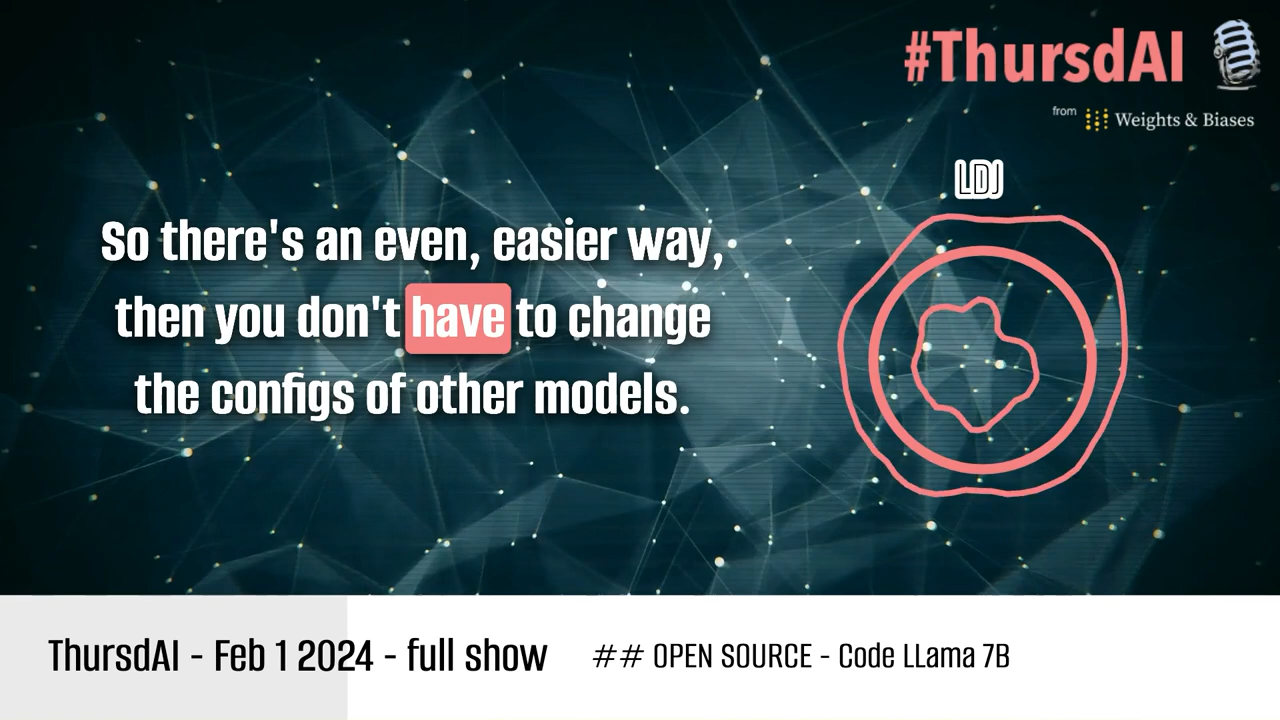 #ThursdAI
from Weights & Biases
LDJ
So there's an even, easier way,
then you don't have to change
the configs of other models.
ThursdAI - Feb 1 2024 - full show ## OPEN SOURCE - Code LLama 7B